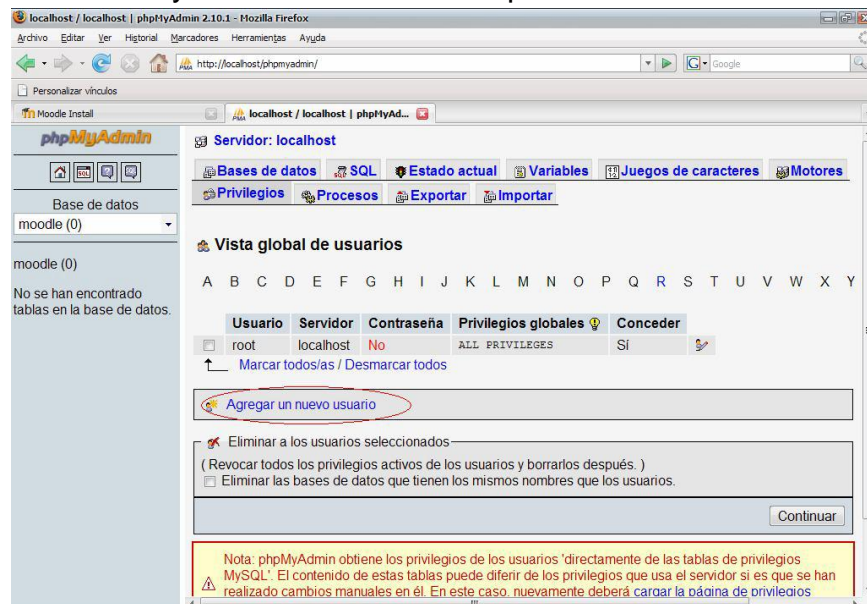 localhost / localhost | phpMyAdmin 2.10.1 - Mozilla Firefox
Archivo Editar Ver Historial Marcadores Herramientas Ayuda
http://localhost/phpmyadmin/
Google
Personalizar vínculos
Moodle Install
localhost / localhost | phpMyAd...
phpMyAdmin
Base de datos
moodle (0)
moodle (0)
No se han encontrado
tablas en la base de datos.
Servidor: localhost
Bases de datos SQL Estado actual Variables Juegos de caracteres Motores
Privilegios Procesos Exportar Importar
Vista global de usuarios
A B C D E F G H I J K L M N O P Q R S T U V W X Y
Usuario Servidor Contraseña Privilegios globales Conceder
root localhost No ALL PRIVILEGES Sí
Marcar todos/as / Desmarcar todos
Agregar un nuevo usuario
Eliminar a los usuarios seleccionados
( Revocar todos los privilegios activos de los usuarios y borrarlos después. )
Eliminar las bases de datos que tienen los mismos nombres que los usuarios.
Continuar
Nota: phpMyAdmin obtiene los privilegios de los usuarios 'directamente de las tablas de privilegios
MySQL'. El contenido de estas tablas puede diferir de los privilegios que usa el servidor si es que se han
realizado cambios manuales en él. En este caso, nuevamente deberá cargar la página de privilegios